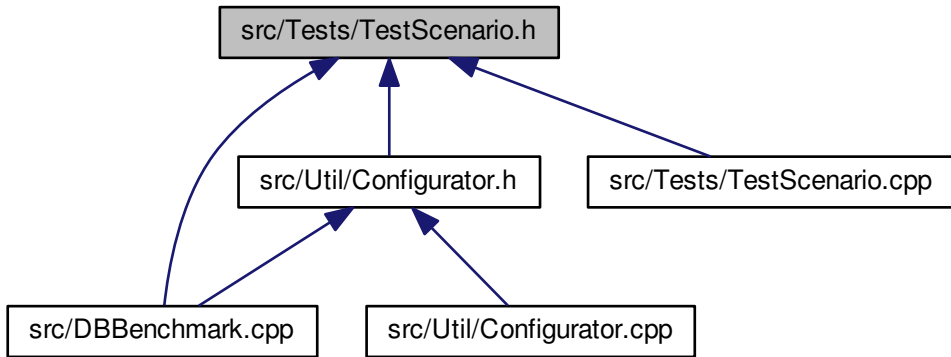 src/Tests/TestScenario.h
src/Util/Configurator.h
src/Tests/TestScenario.cpp
src/DBBenchmark.cpp
src/Util/Configurator.cpp